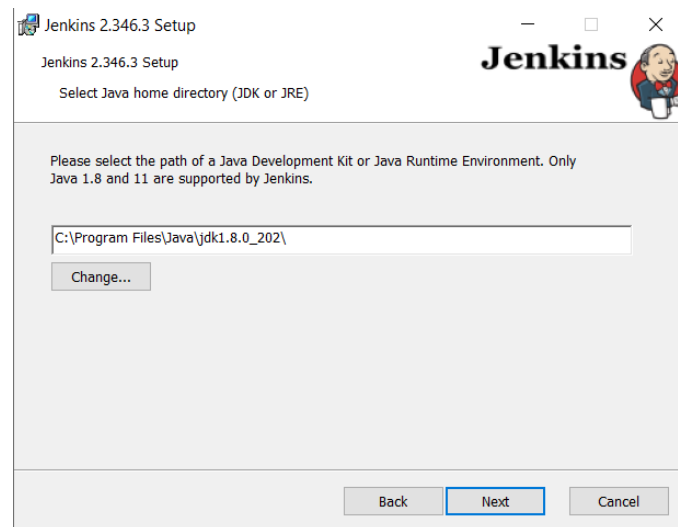 Jenkins 2.346.3 Setup
Jenkins 2.346.3 Setup
Jenkins
Select Java home directory (JDK or JRE)
Please select the path of a Java Development Kit or Java Runtime Environment. Only
Java 1.8 and 11 are supported by Jenkins.
C:\Program Files\Java\jdk1.8.0_202\
Change...
Back
Next
Cancel